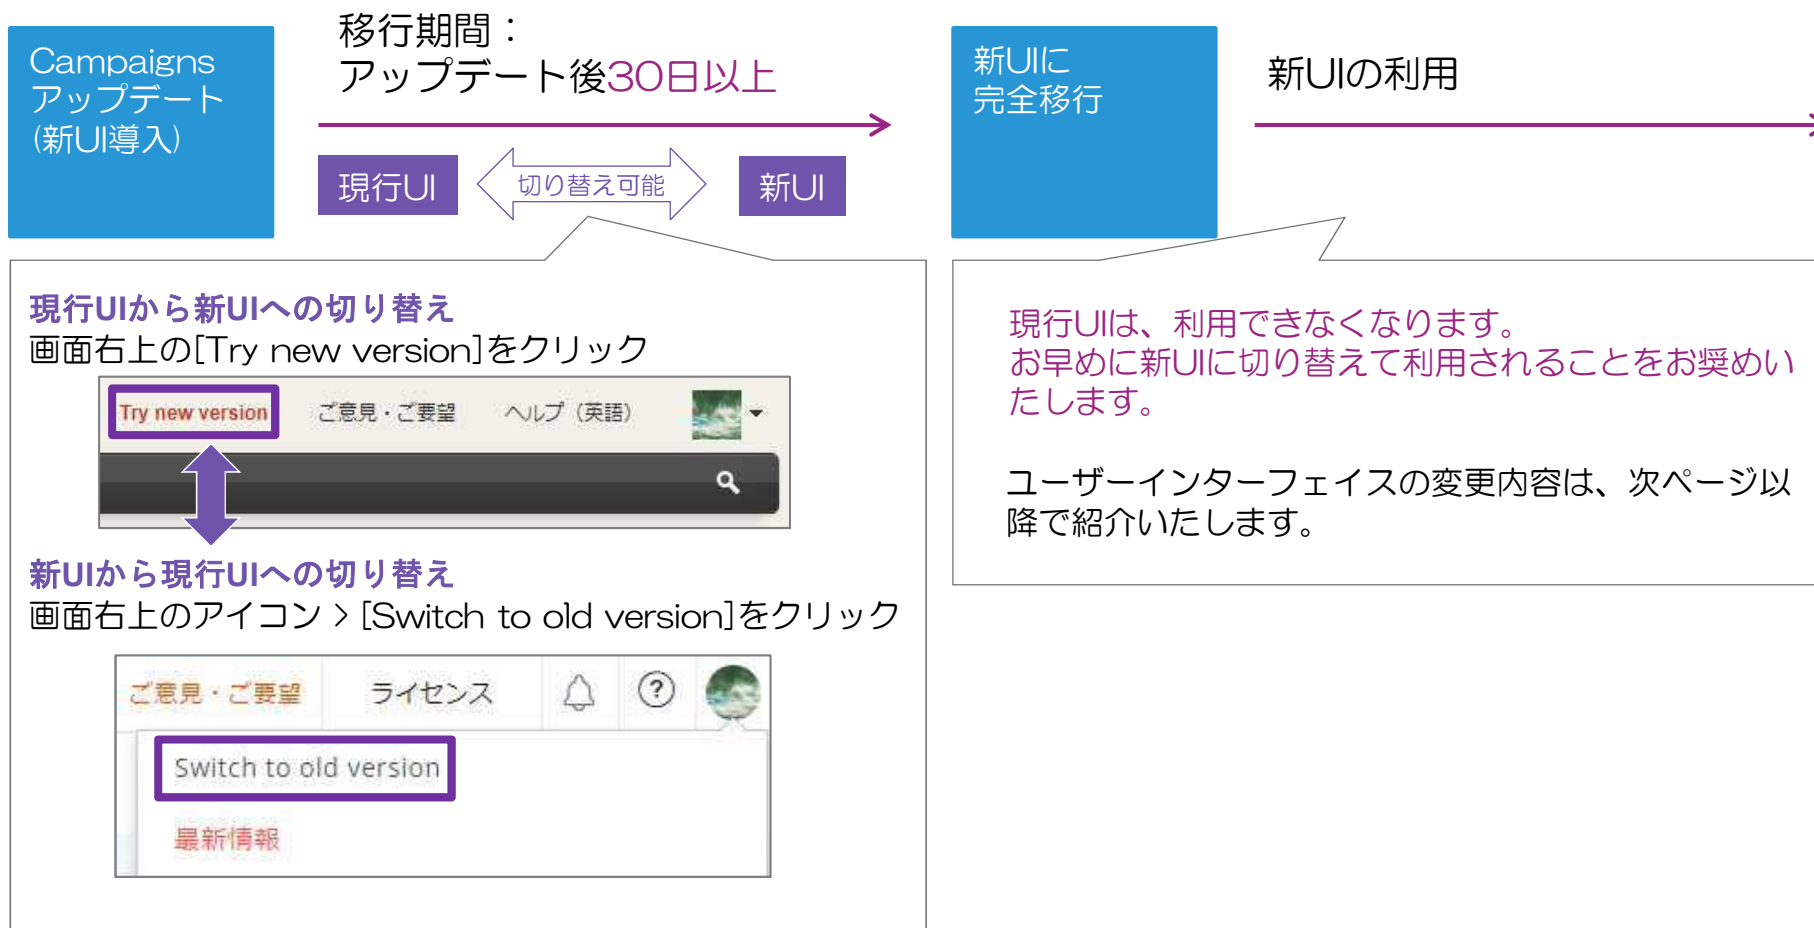 Campaigns
アップデート
(新UI導入)
移行期間：
アップデート後30日以上
現行UI
切り替え可能
新UI
新UIに
完全移行
新UIの利用
現行UIから新UIへの切り替え
画面右上の[Try new version]をクリック
Try new version
ご意見・ご要望
ヘルプ（英語）
新UIから現行UIへの切り替え
画面右上のアイコン > [Switch to old version]をクリック
ご意見・ご要望
ライセンス
?
Switch to old version
最新情報
現行UIは、利用できなくなります。
お早めに新UIに切り替えて利用されることをお奨めい
たします。
ユーザーインターフェイスの変更内容は、次ページ以
降で紹介いたします。